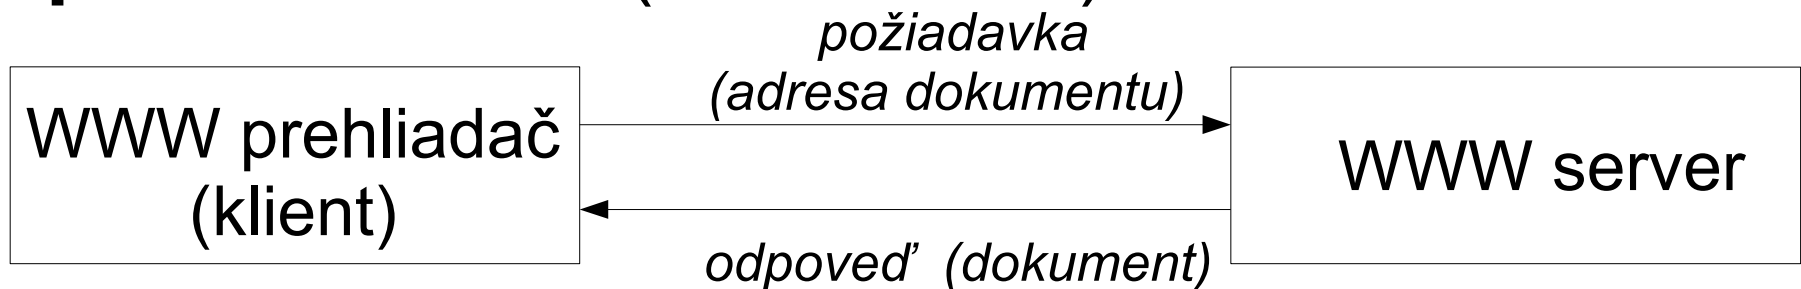 požiadavka
(adresa dokumentu)
WWW prehliadač
(klient)
WWW server
odpoveď (dokument)